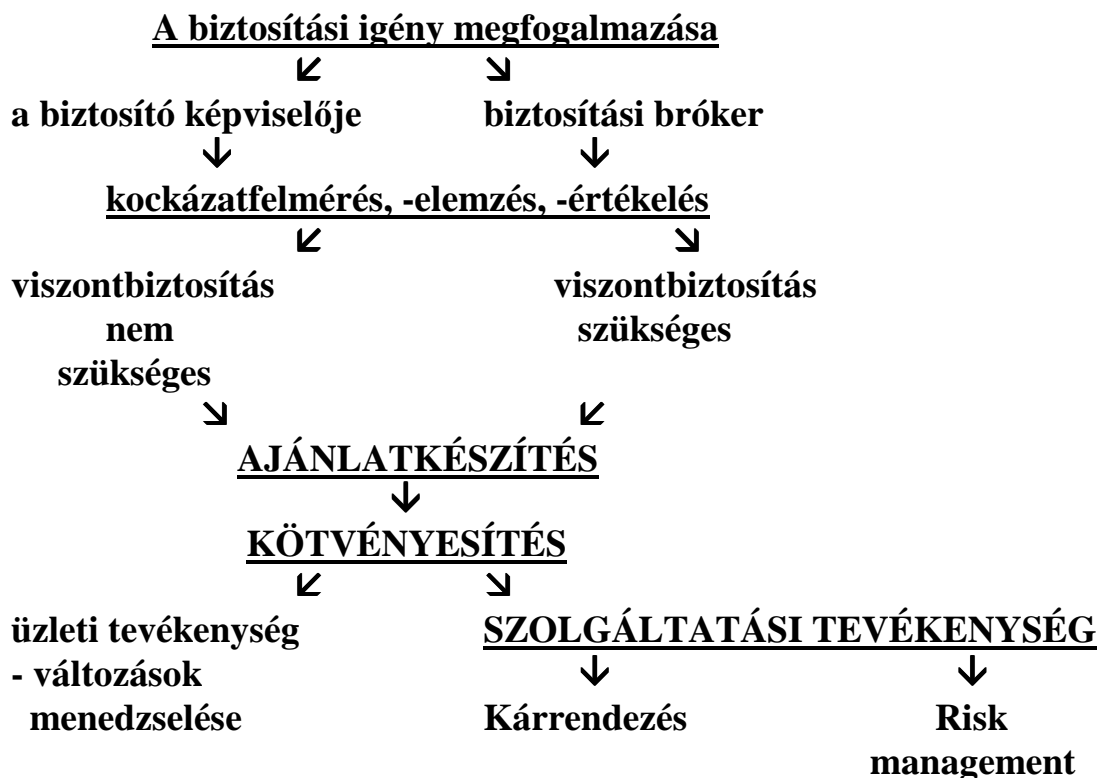 A biztosítási igény megfogalmazása
a biztosító képviselője biztosítási bróker
kockázatfelmérés, -elemzés, -értékelés
viszontbiztosítás viszontbiztosítás
nem szükséges
szükséges
AJÁNLATKÉSZÍTÉS
KÖTVÉNYESÍTÉS
üzleti tevékenység SZOLGÁLTATÁSI TEVÉKENYSÉG
- változások
menedzselése Kárrendezés Risk
management